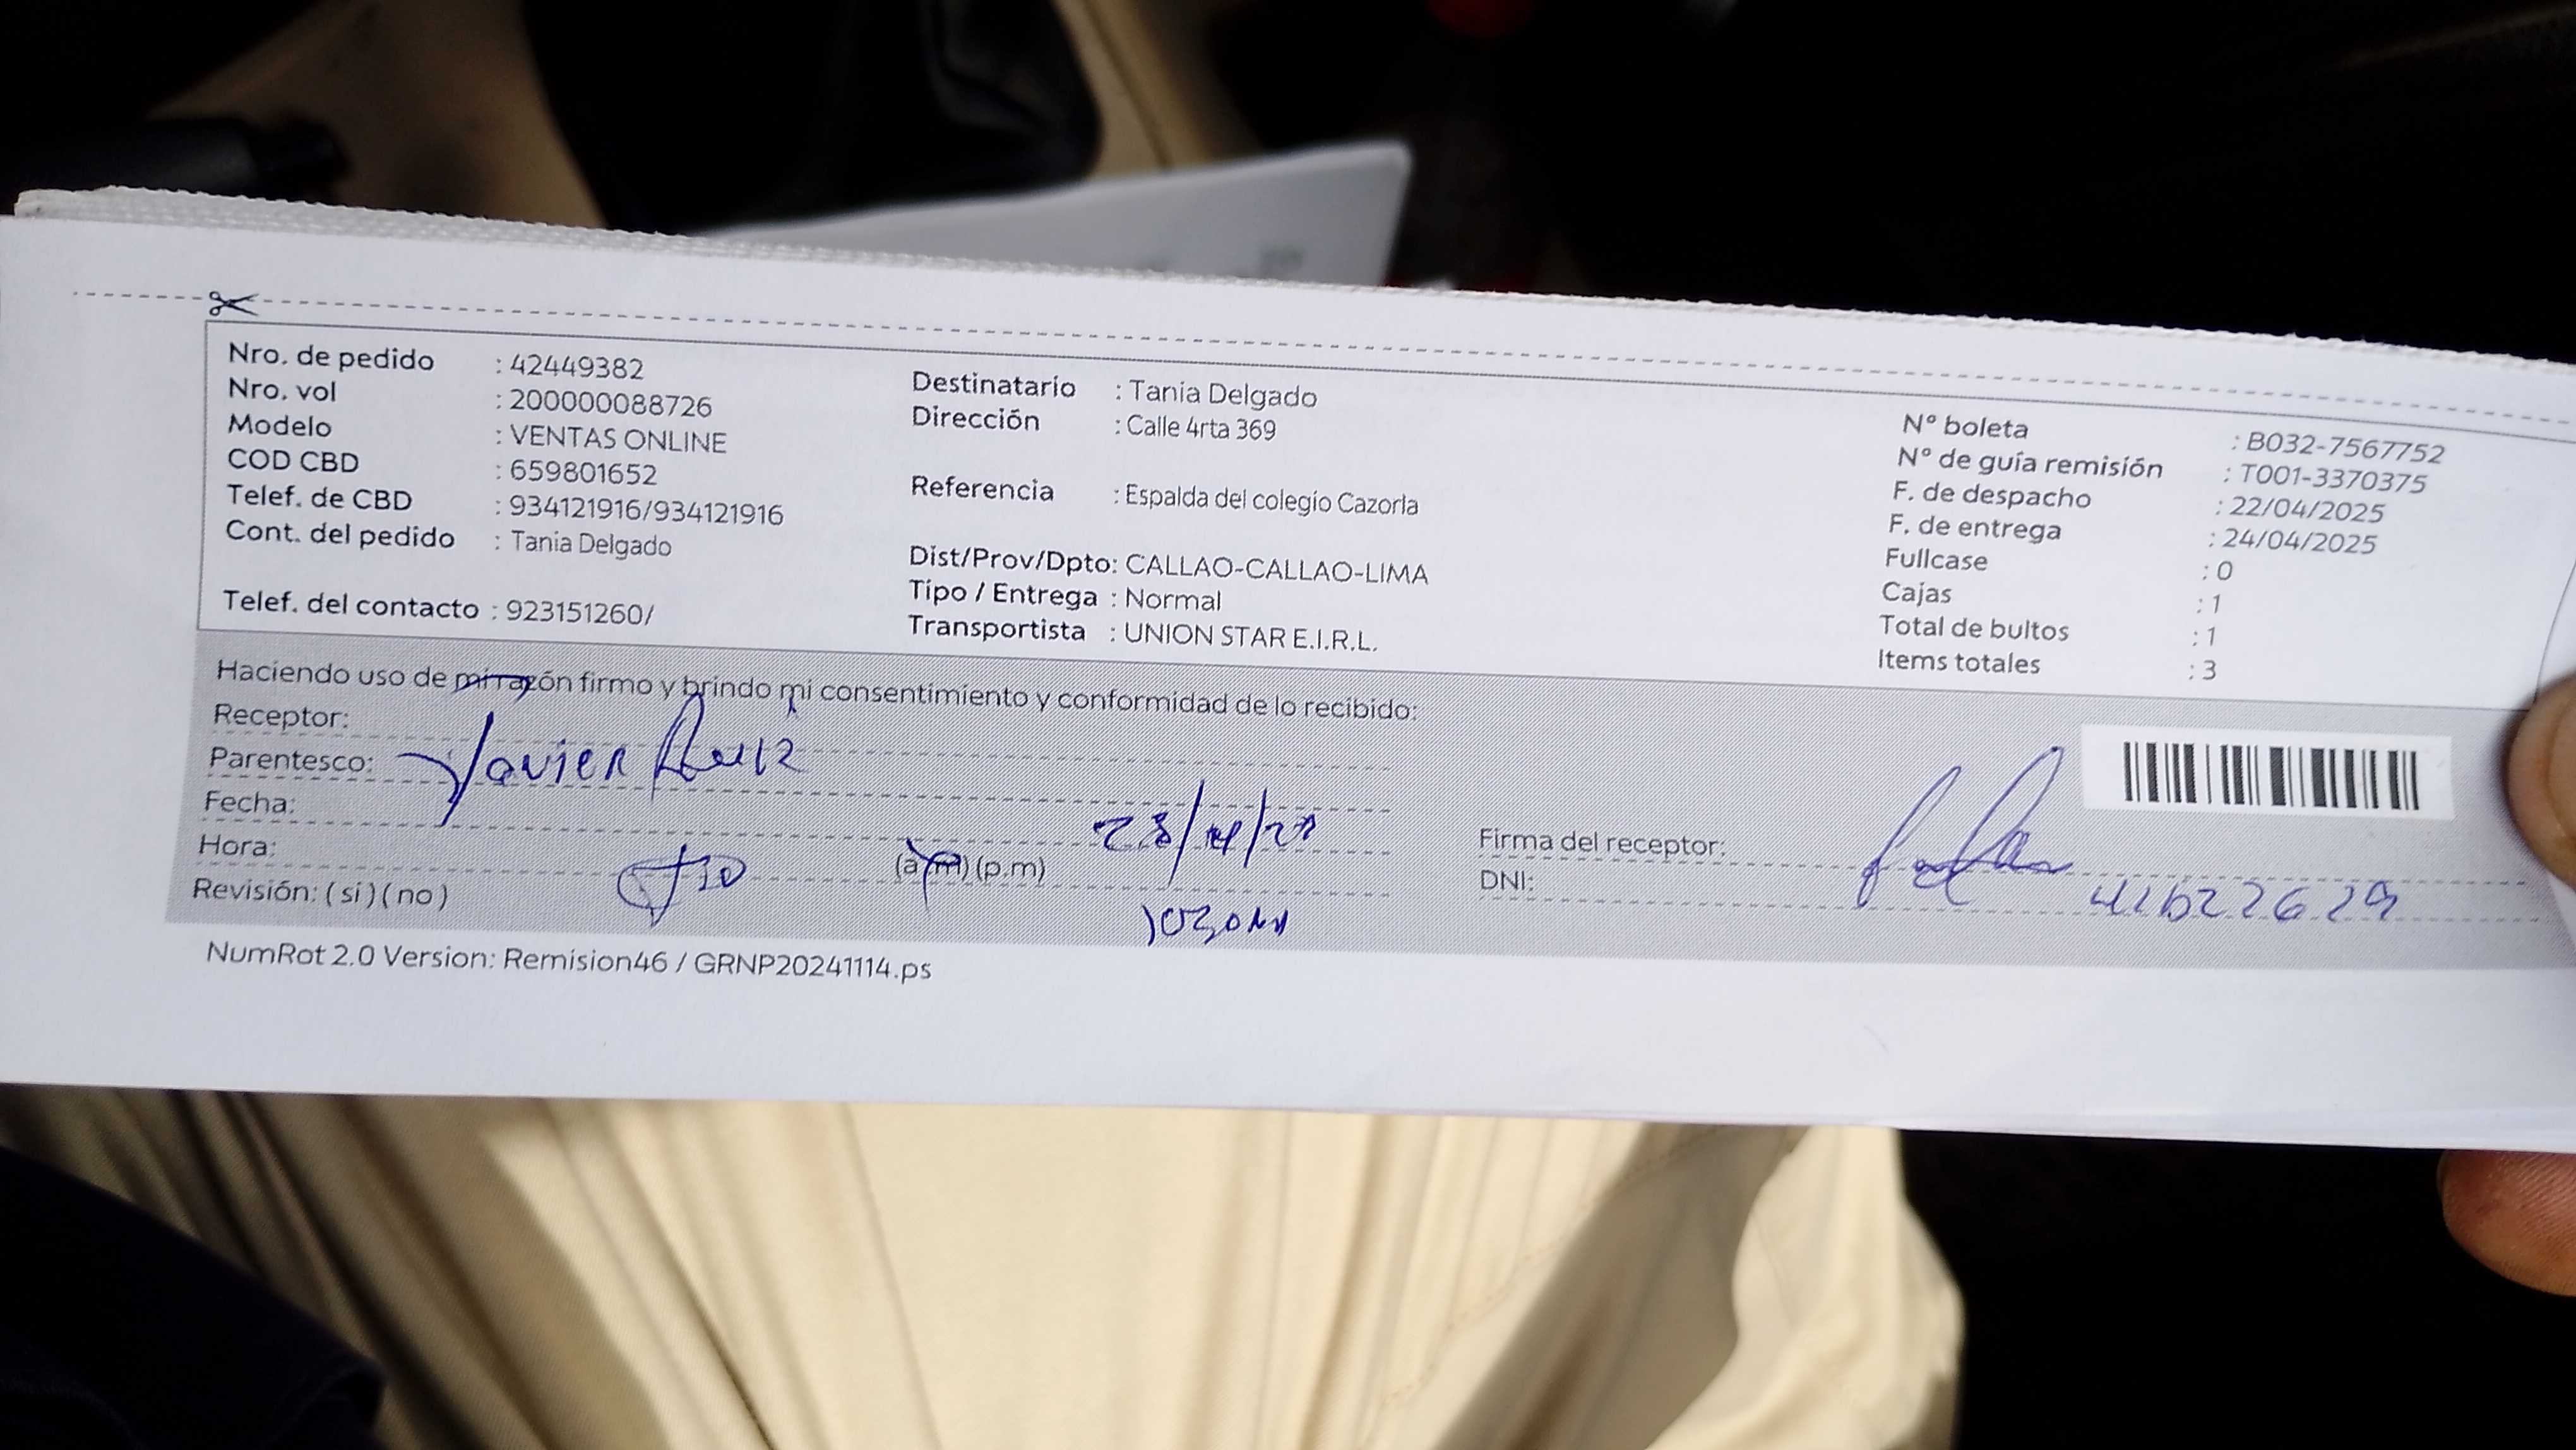 Nro. de pedido : 42449382
Nro. vol : 200000088726
Modelo : VENTAS ONLINE
COD CBD : 659801652
Telef. de CBD : 934121916/934121916
Cont. del pedido : Tania Delgado
Telef. del contacto : 923151260/
Destinatario : Tania Delgado
Dirección : Calle 4rta 369
Referencia : Espalda del colegio Cazorla
Dist/Prov/Dpto: CALLAO-CALLAO-LIMA
Tipo / Entrega : Normal
Transportista : UNION STAR E.I.R.L.
Nº boleta : B032-7567752
Nº de guía remisión : T001-3370375
F. de despacho : 22/04/2025
F. de entrega : 24/04/2025
Fullcase : 0
Cajas : 1
Total de bultos : 1
Items totales : 3
Haciendo uso de mi razón firmo y brindo mi consentimiento y conformidad de lo recibido:
Receptor:
Javier Ruiz
Parentesco:
Fecha:
Hora: (a.m) (p.m)
Revisión: ( si ) ( no )
Firma del receptor:
DNI:
NumRot 2.0 Version: Remision46 / GRNP20241114.ps